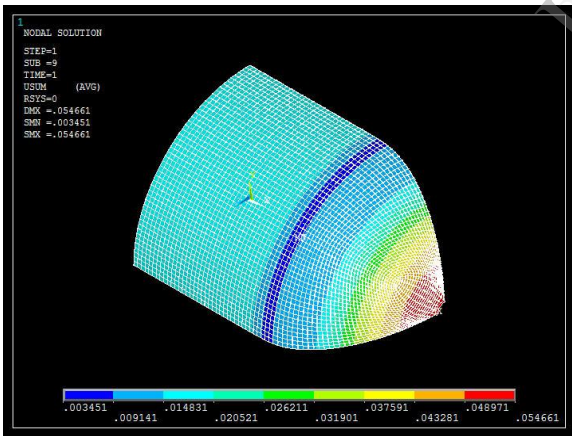 1
NODAL SOLUTION
STEP=1
SUB =9
TIME=1
USUM (AVG)
RSYS=0
DMX =.054661
SMN =.003451
SMX =.054661
.003451 .014831 .026211 .037591 .048971
.009141 .020521 .031901 .043281 .054661